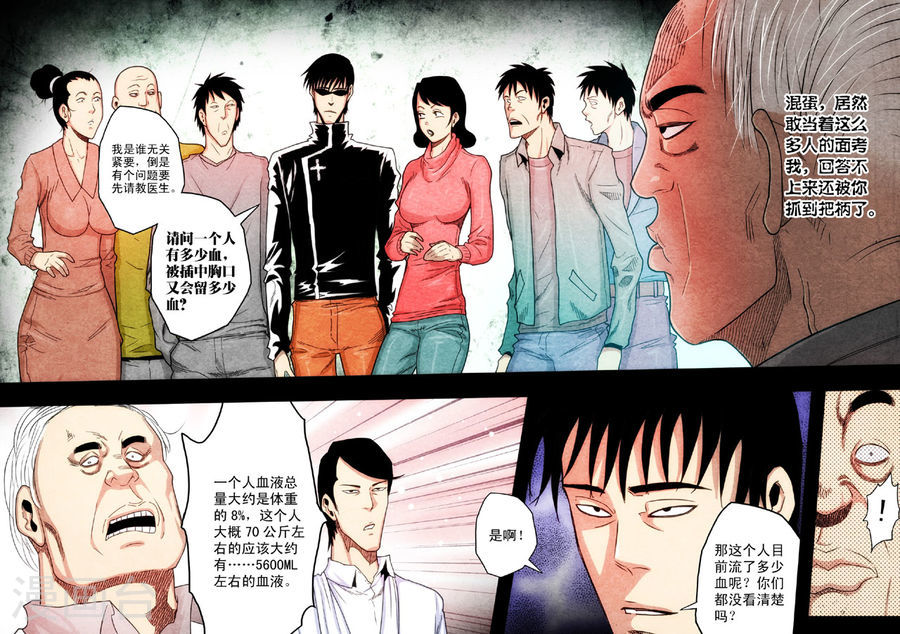 我是谁无关
紧要，倒是
有个问题要
先请教医生。
请问一个人
有多少血，
被插中胸口
又会留多少
血？
混蛋，居然
敢当着这么
多人的面考
我，回答不
上来还被你
抓到把柄了。
一个人血液总
量大约是体重
的8%，这个人
大概70公斤左
右的应该大约
有……5600ML
左右的血液。
是啊！
那这个人目
前流了多少
血呢？你们
都没看清楚
吗？
！
漫画台